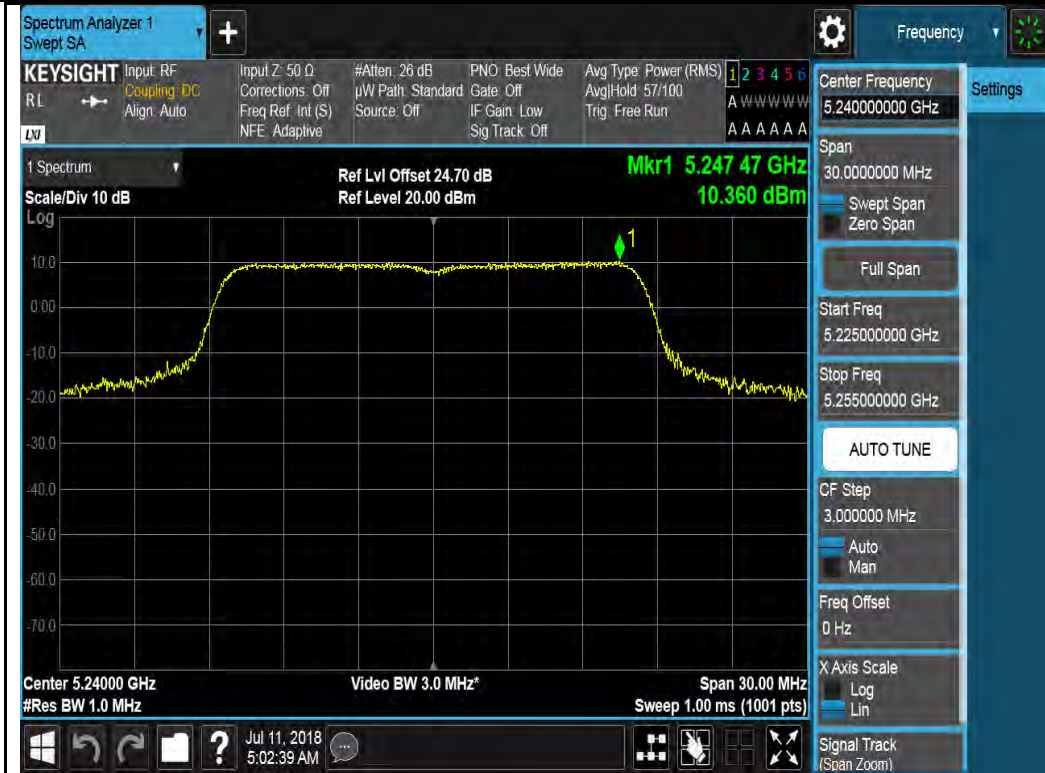 Spectrum Analyzer 1
Swept SA
+
Frequency
KEYSIGHT
RL
LXI
Input: RF
Coupling: DC
Align: Auto
Input Z: 50 Ω
Corrections: Off
Freq Ref: Int (S)
NFE: Adaptive
#Atten: 26 dB
µW Path: Standard
Source: Off
PNO: Best Wide
Gate: Off
IF Gain: Low
Sig Track: Off
Avg Type: Power (RMS)
Avg|Hold: 57/100
Trig: Free Run
1 2 3 4 5 6
A W W W W W
A A A A A A
1 Spectrum
Scale/Div 10 dB
Log
Ref Lvl Offset 24.70 dB
Ref Level 20.00 dBm
Mkr1 5.247 47 GHz
10.360 dBm
1
10.0
0.00
-10.0
-20.0
-30.0
-40.0
-50.0
-60.0
-70.0
Center 5.24000 GHz
#Res BW 1.0 MHz
Video BW 3.0 MHz*
Span 30.00 MHz
Sweep 1.00 ms (1001 pts)
?
Jul 11, 2018
5:02:39 AM
Center Frequency
5.240000000 GHz
Settings
Span
30.0000000 MHz
Swept Span
Zero Span
Full Span
Start Freq
5.225000000 GHz
Stop Freq
5.255000000 GHz
AUTO TUNE
CF Step
3.000000 MHz
Auto
Man
Freq Offset
0 Hz
X Axis Scale
Log
Lin
Signal Track
(Span Zoom)